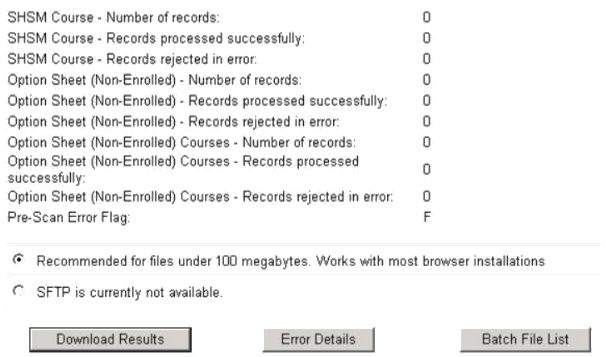 SHSM Course - Number of records: 0
SHSM Course - Records processed successfully: 0
SHSM Course - Records rejected in error: 0
Option Sheet (Non-Enrolled) - Number of records: 0
Option Sheet (Non-Enrolled) - Records processed successfully: 0
Option Sheet (Non-Enrolled) - Records rejected in error: 0
Option Sheet (Non-Enrolled) Courses - Number of records: 0
Option Sheet (Non-Enrolled) Courses - Records processed
successfully: 0
Option Sheet (Non-Enrolled) Courses - Records rejected in error: 0
Pre-Scan Error Flag: F
Recommended for files under 100 megabytes. Works with most browser installations
SFTP is currently not available.
Download Results Error Details Batch File List